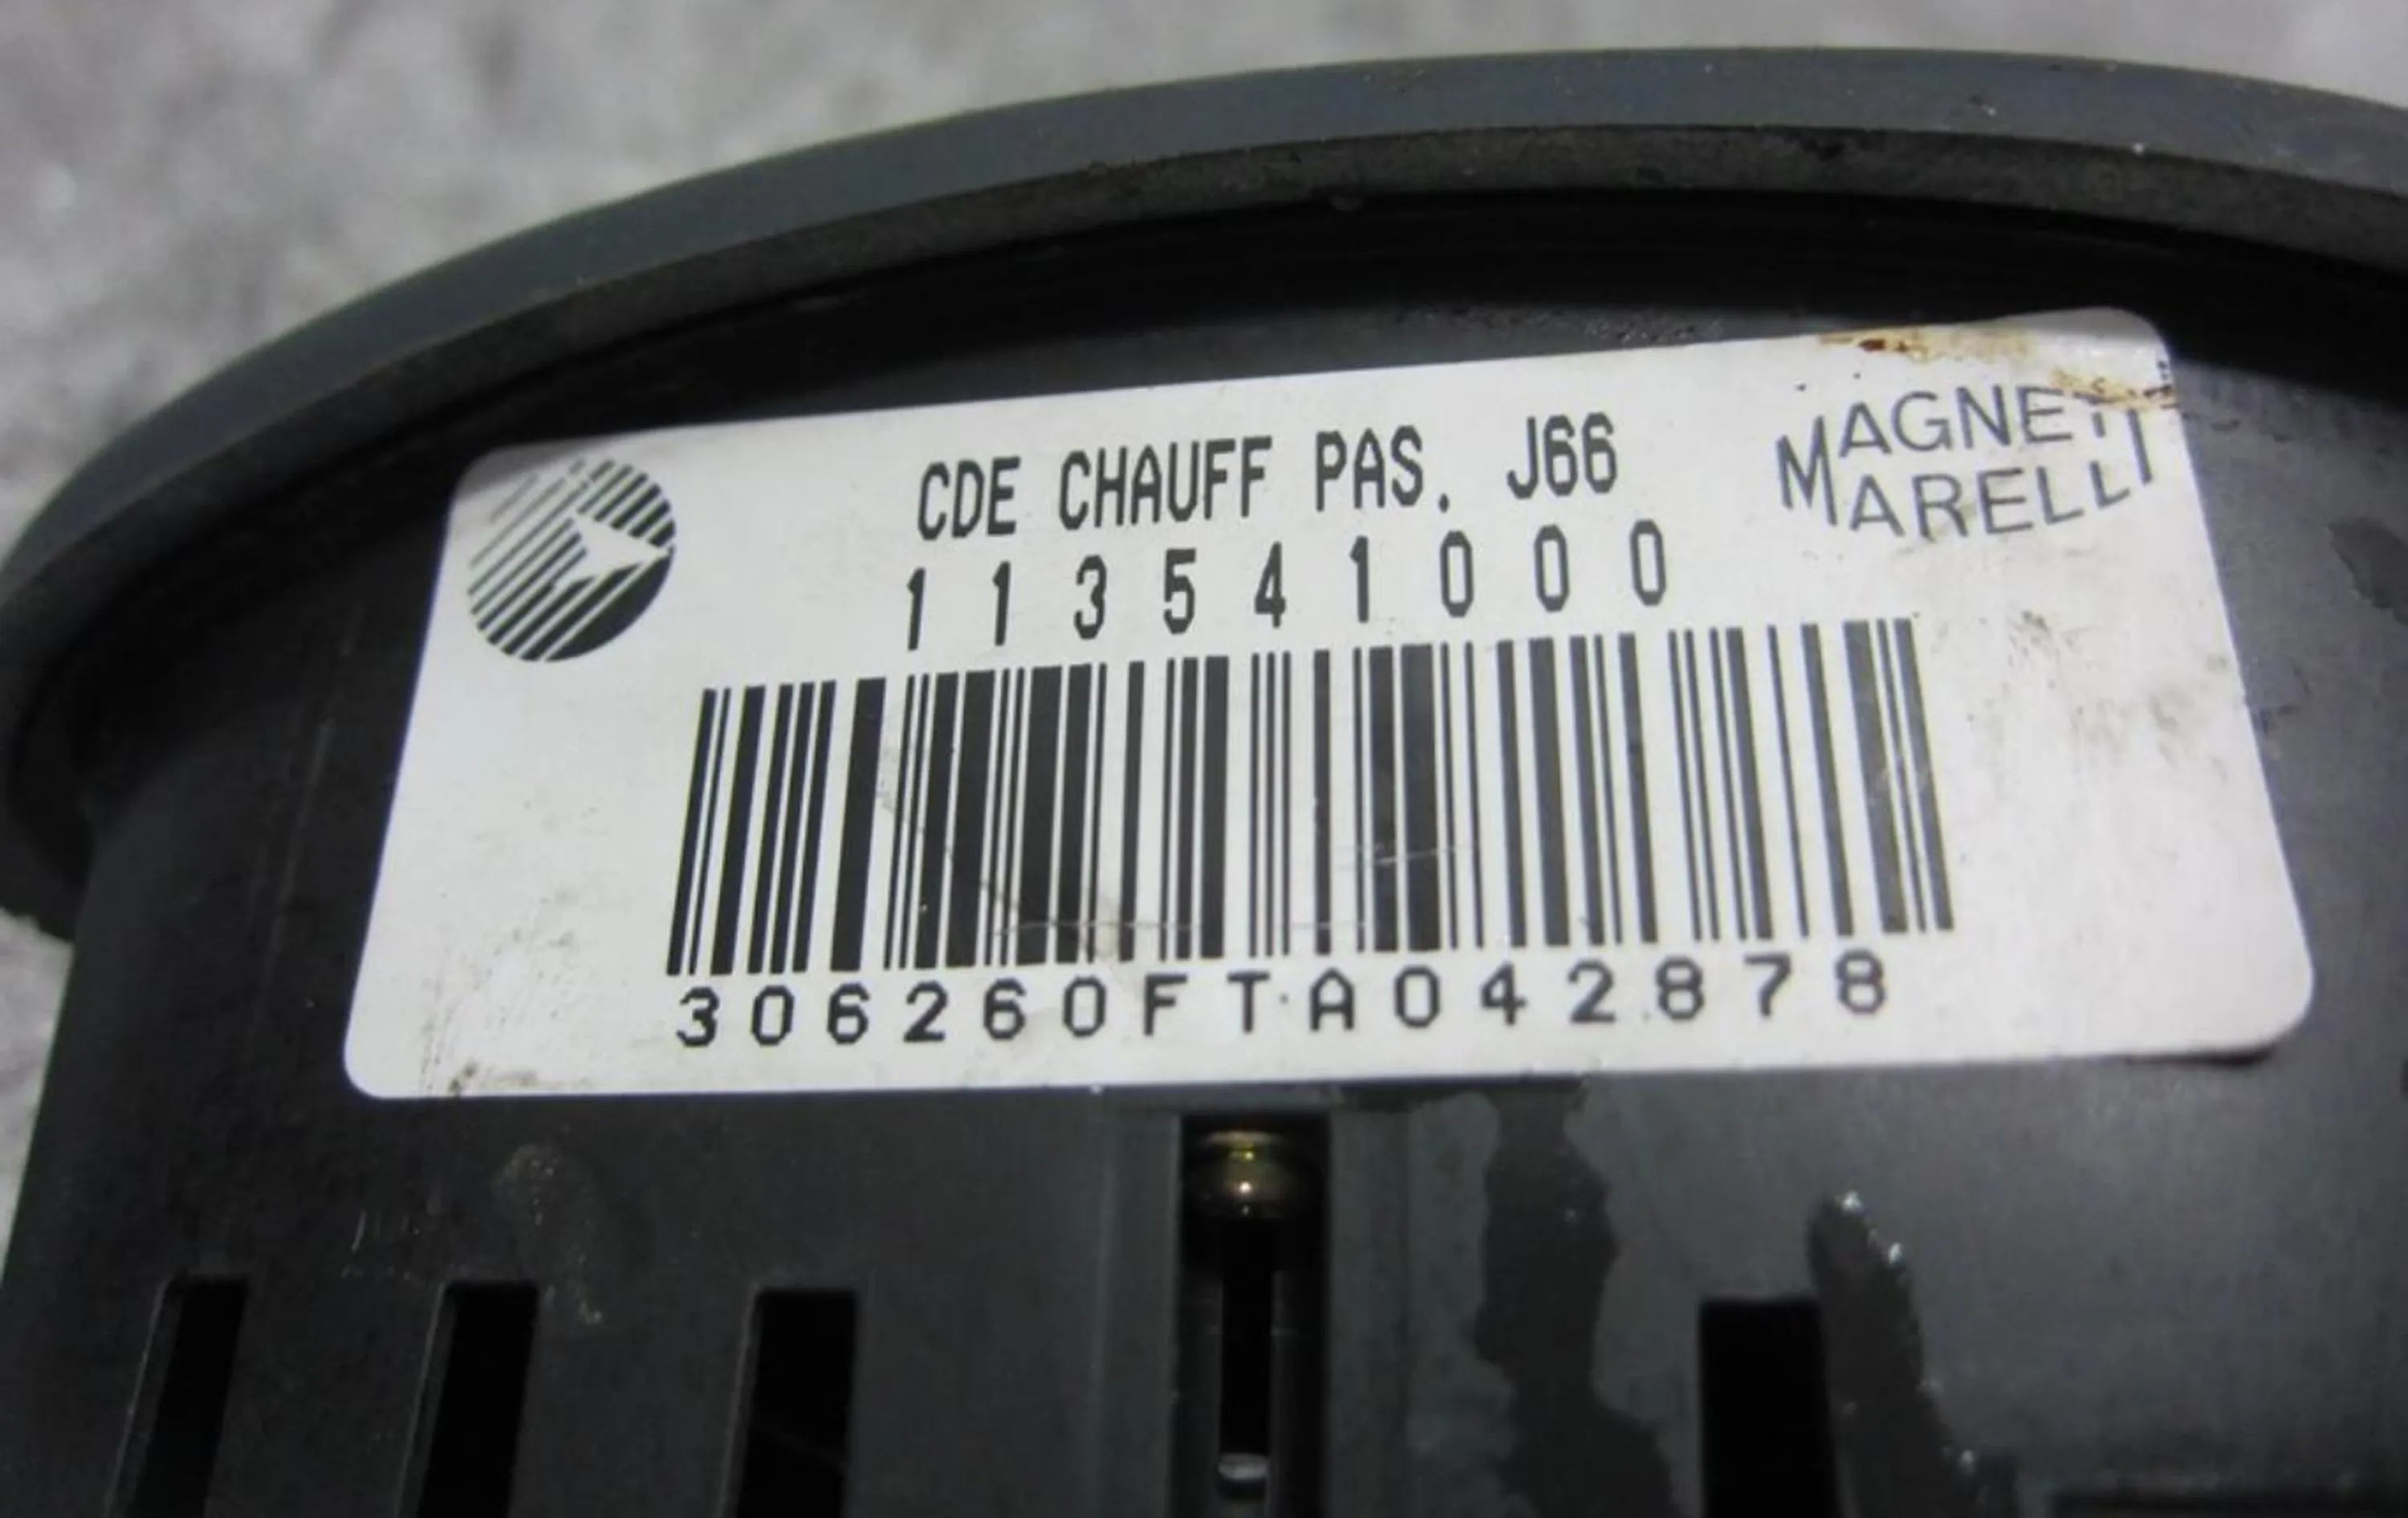 CDE CHAUFF PAS. J66
MAGNETI
MARELLI
113541000
306260FTA042878